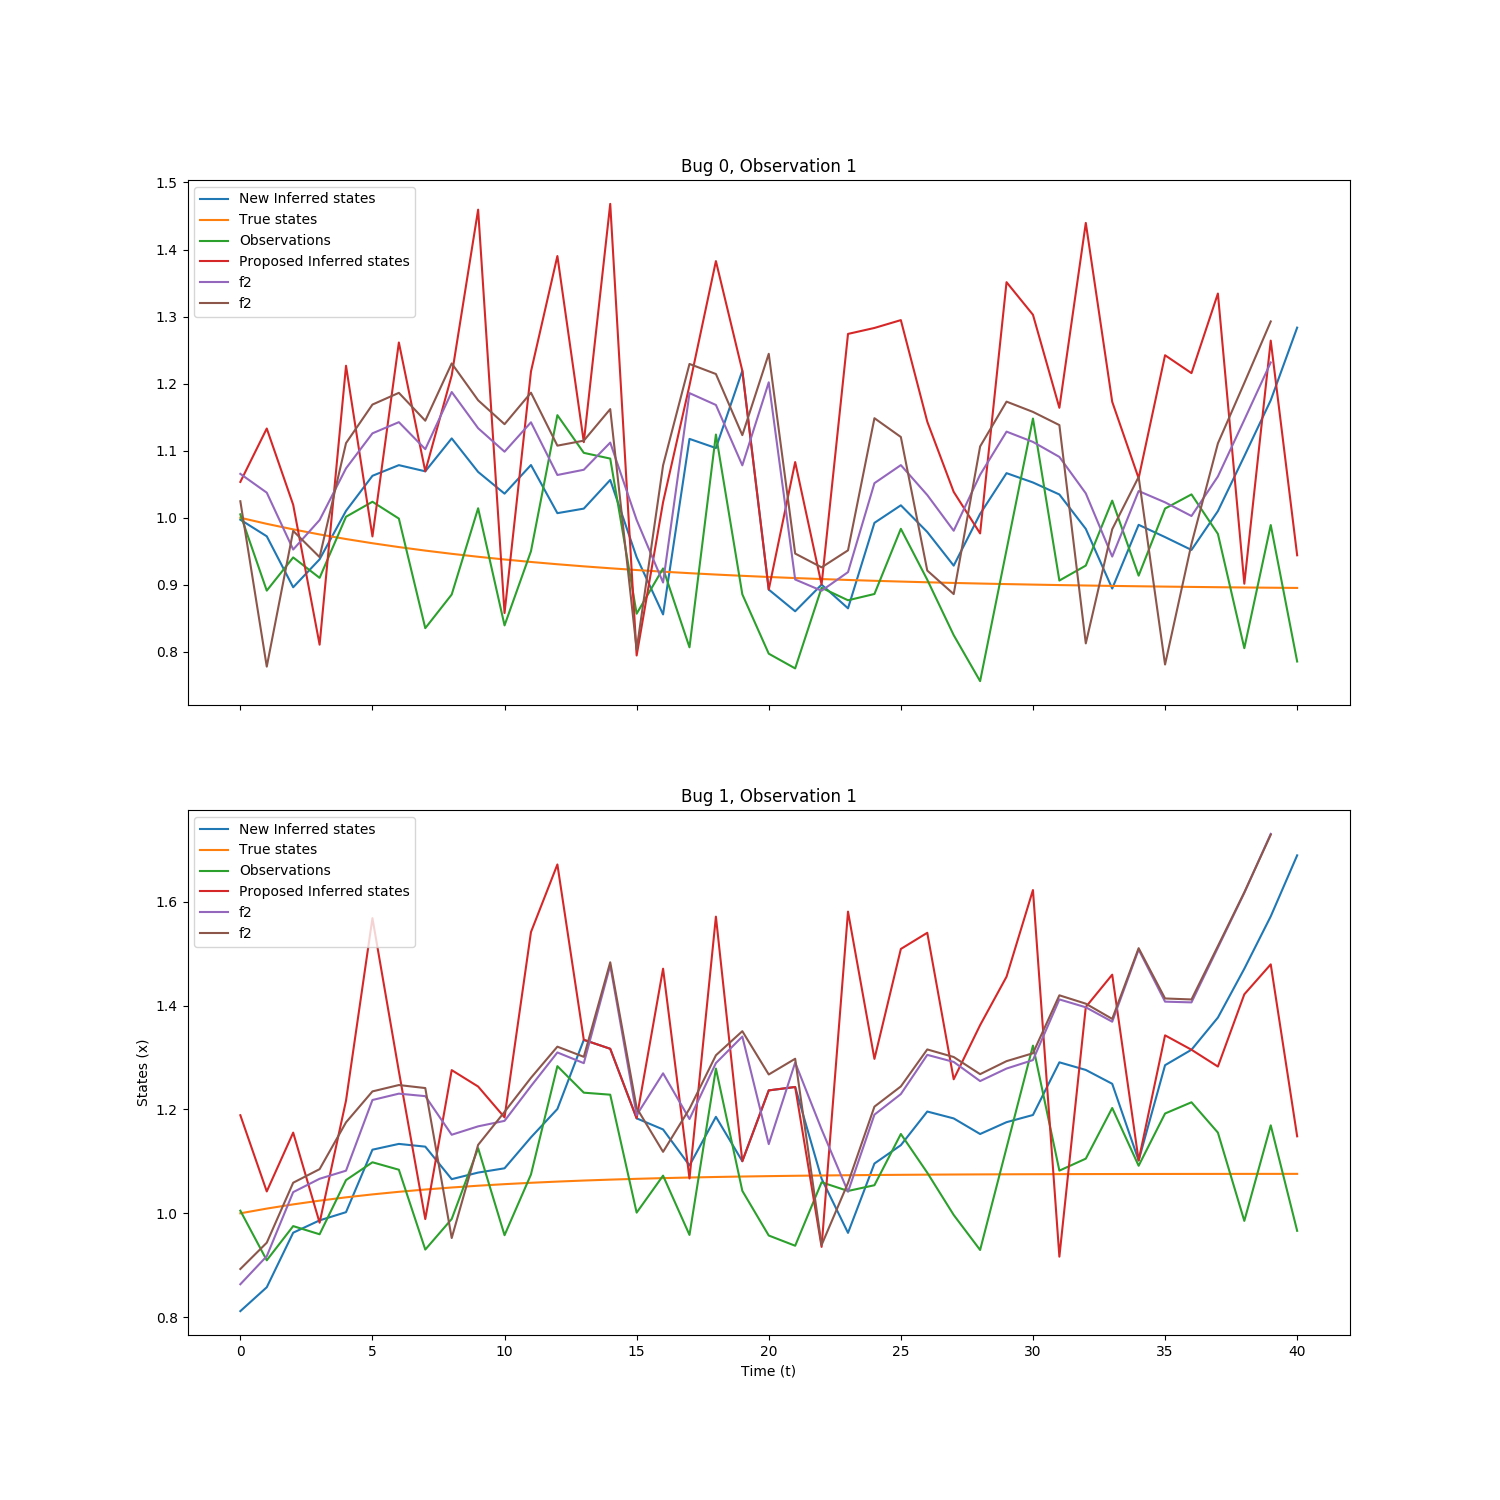 Bug 0, Observation 1
1.5
1.4
1.3
1.2
1.1
1.0
0.9
0.8
New Inferred states
True states
Observations
Proposed Inferred states
f2
f2
Bug 1, Observation 1
States (x)
1.6
1.4
1.2
1.0
0.8
New Inferred states
True states
Observations
Proposed Inferred states
f2
f2
0 5 10 15 20 25 30 35 40
Time (t)